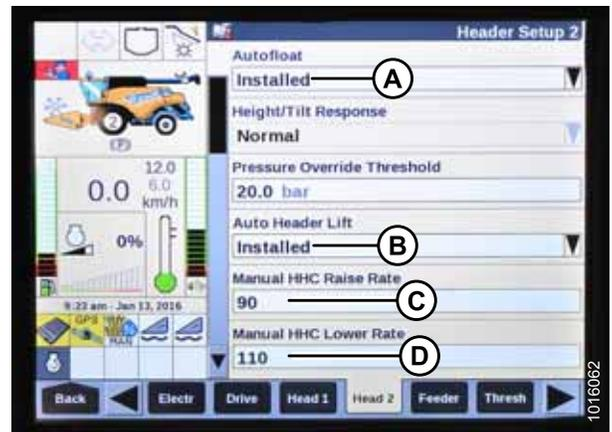 Header Setup 2
Autofloat
Installed
A
Height/Tilt Response
Normal
Pressure Override Threshold
20.0 bar
Auto Header Lift
Installed
B
Manual HHC Raise Rate
90
C
Manual HHC Lower Rate
110
D
2
(P)
12.0
0.0 6.0
km/h
0%
9:23 am - Jan 13, 2016
GPS
MAN
Back
Electr
Drive
Head 1
Head 2
Feeder
Thresh
1016062